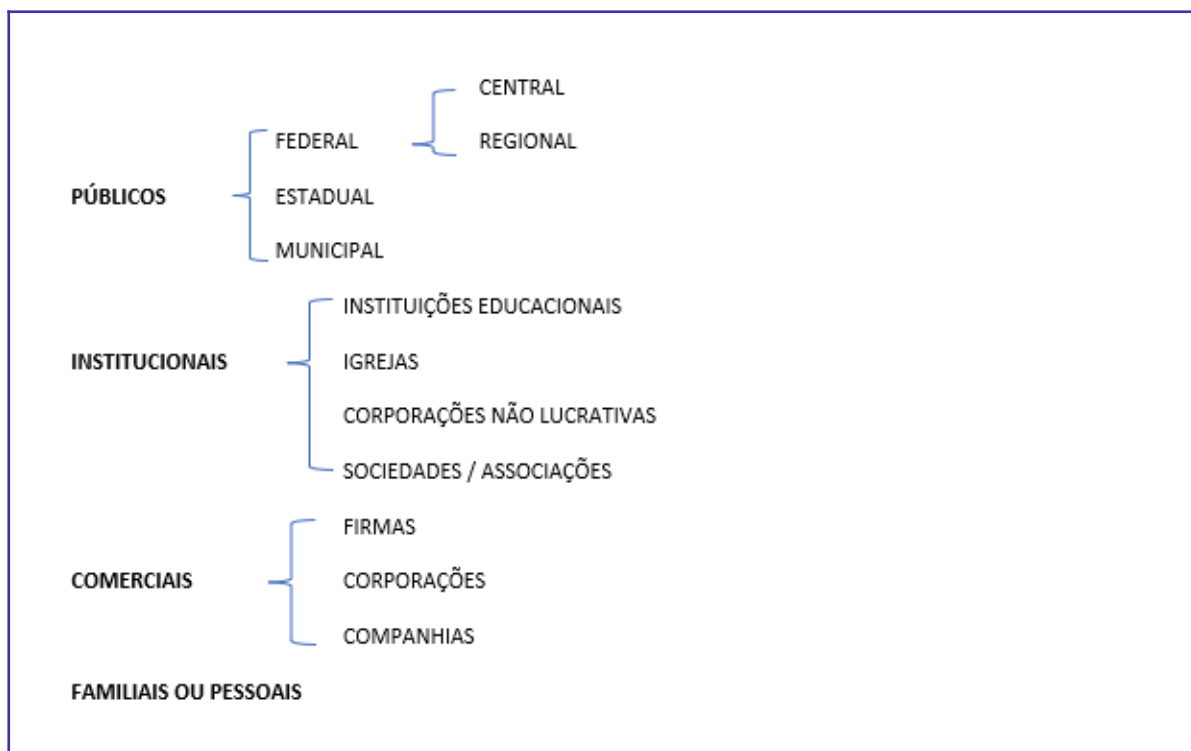 CENTRAL
FEDERAL REGIONAL
PÚBLICOS ESTADUAL
MUNICIPAL
INSTITUIÇÕES EDUCACIONAIS
INSTITUCIONAIS IGREJAS
CORPORAÇÕES NÃO LUCRATIVAS
SOCIEDADES / ASSOCIAÇÕES
FIRMAS
COMERCIAIS CORPORAÇÕES
COMPANHIAS
FAMILIAIS OU PESSOAIS